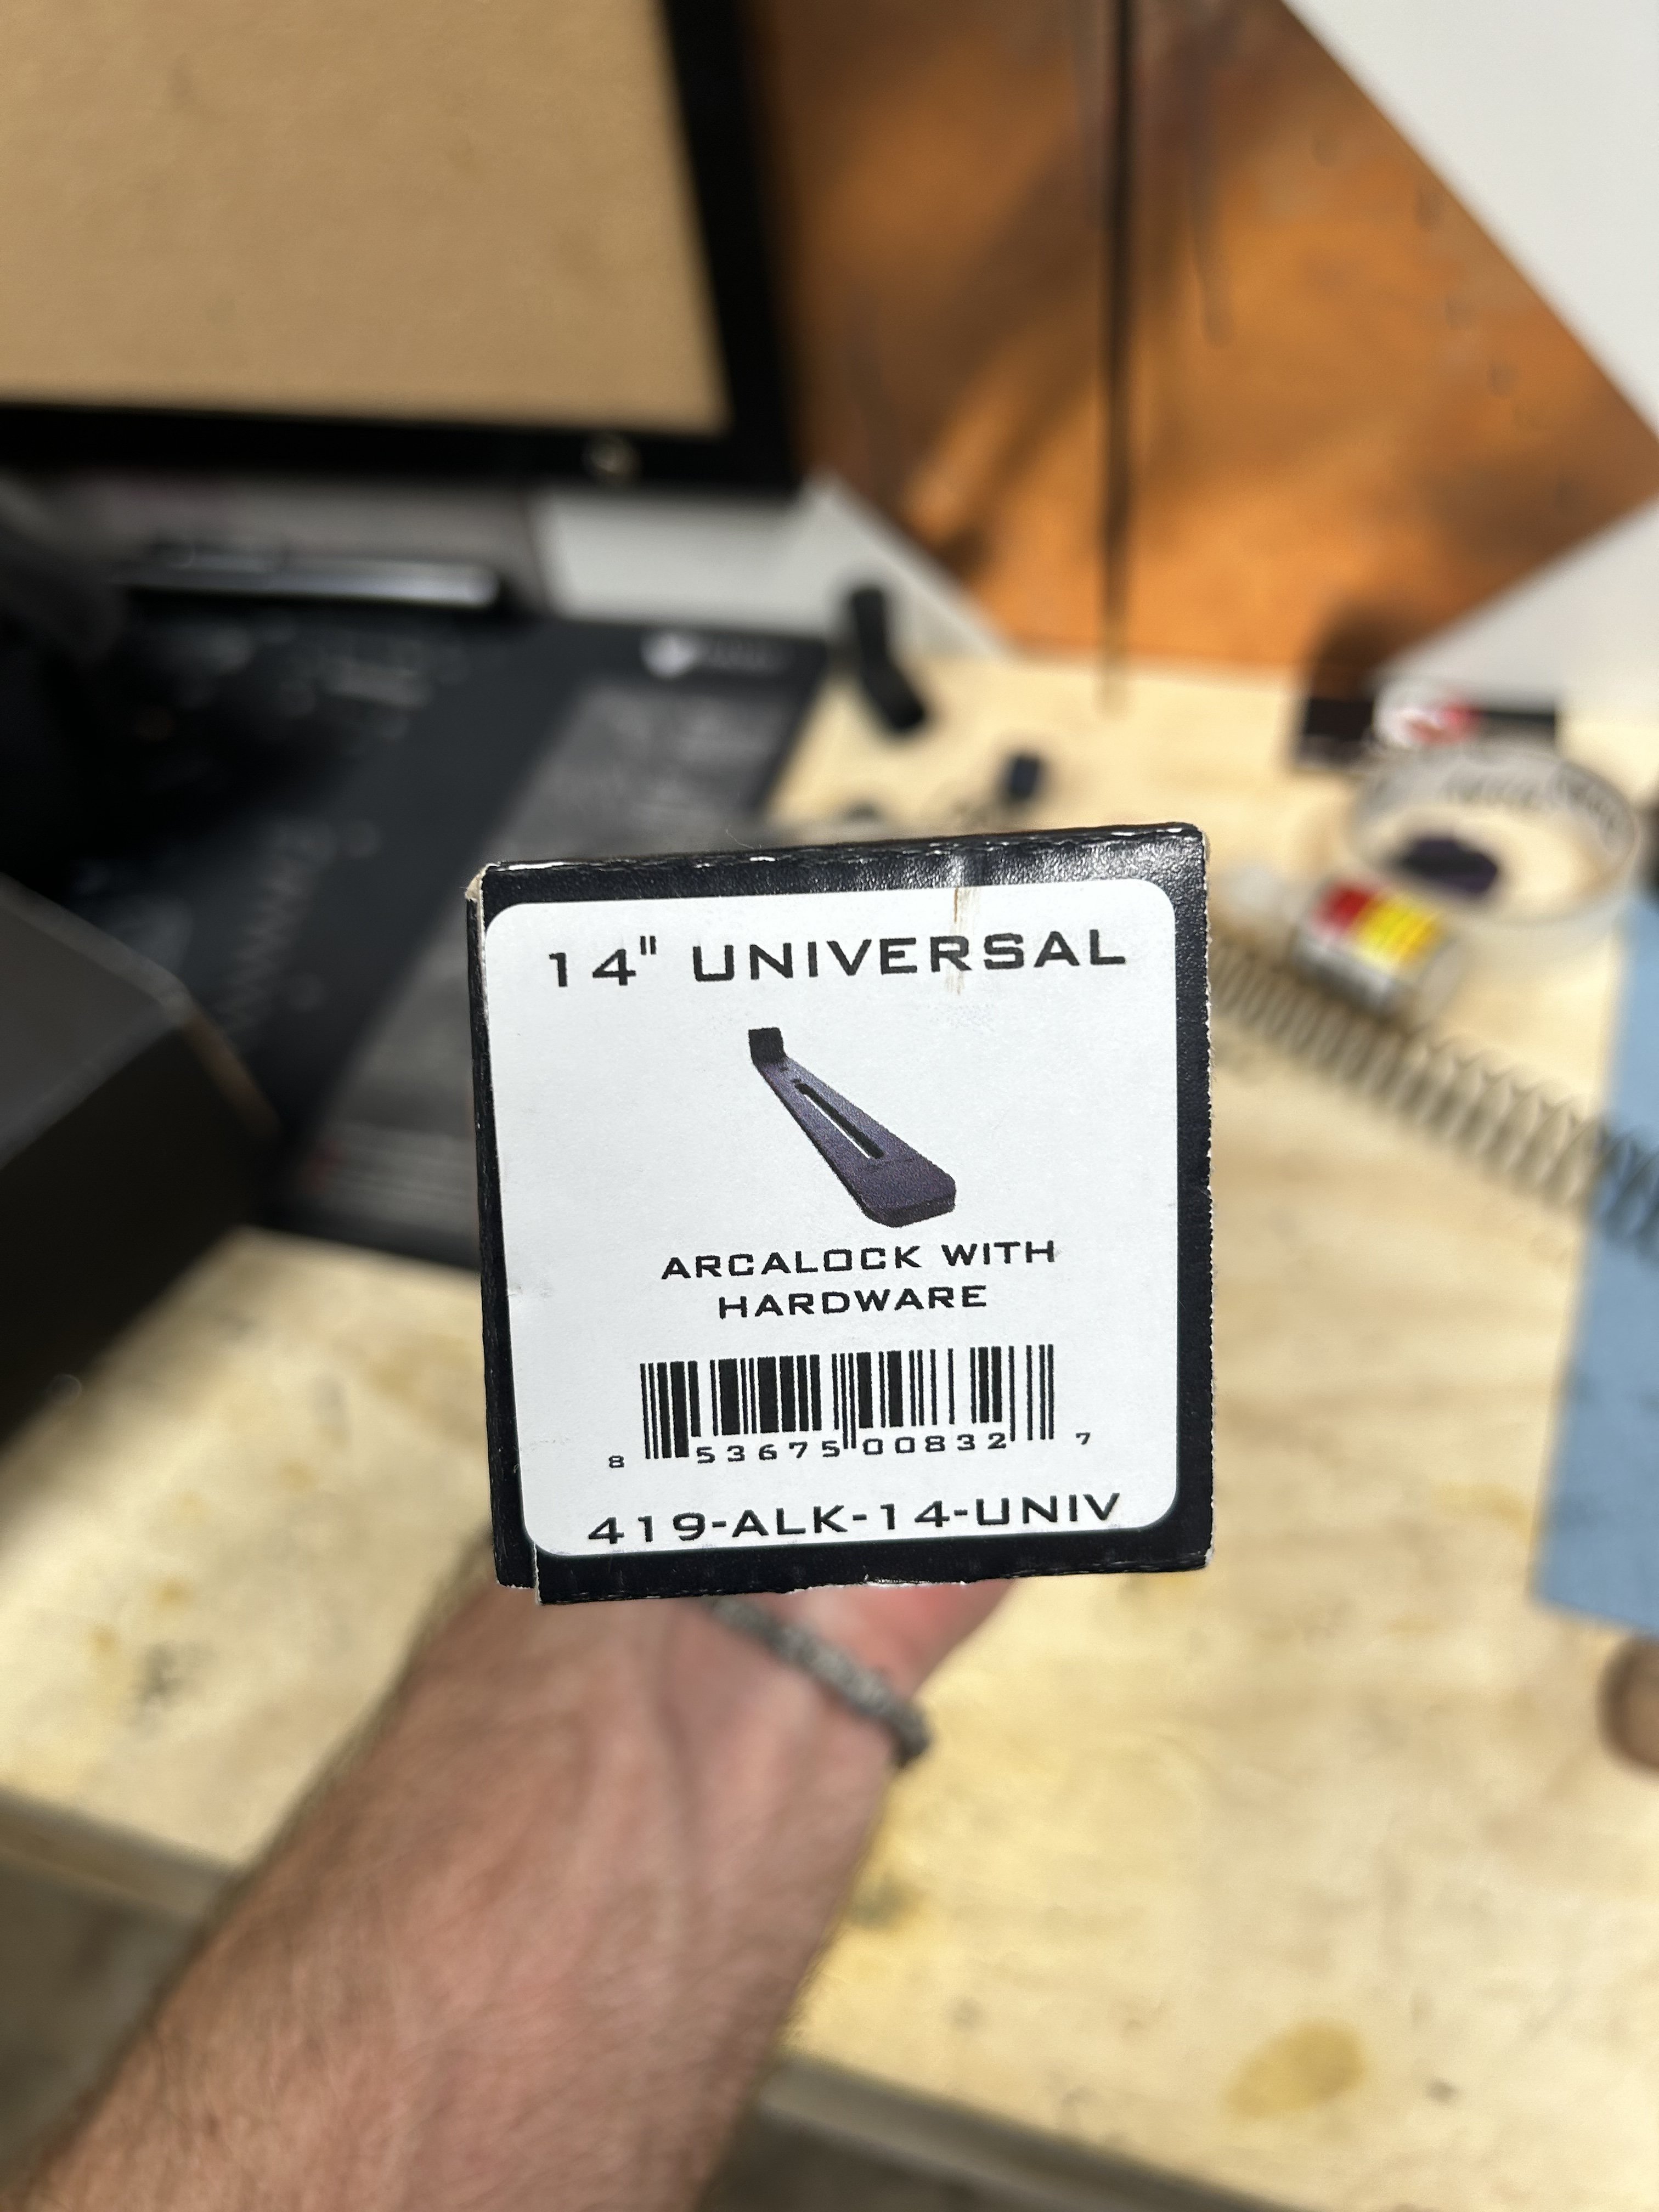 14" UNIVERSAL
ARCALOCK WITH
HARDWARE
8 53675 00832 7
419-ALK-14-UNIV